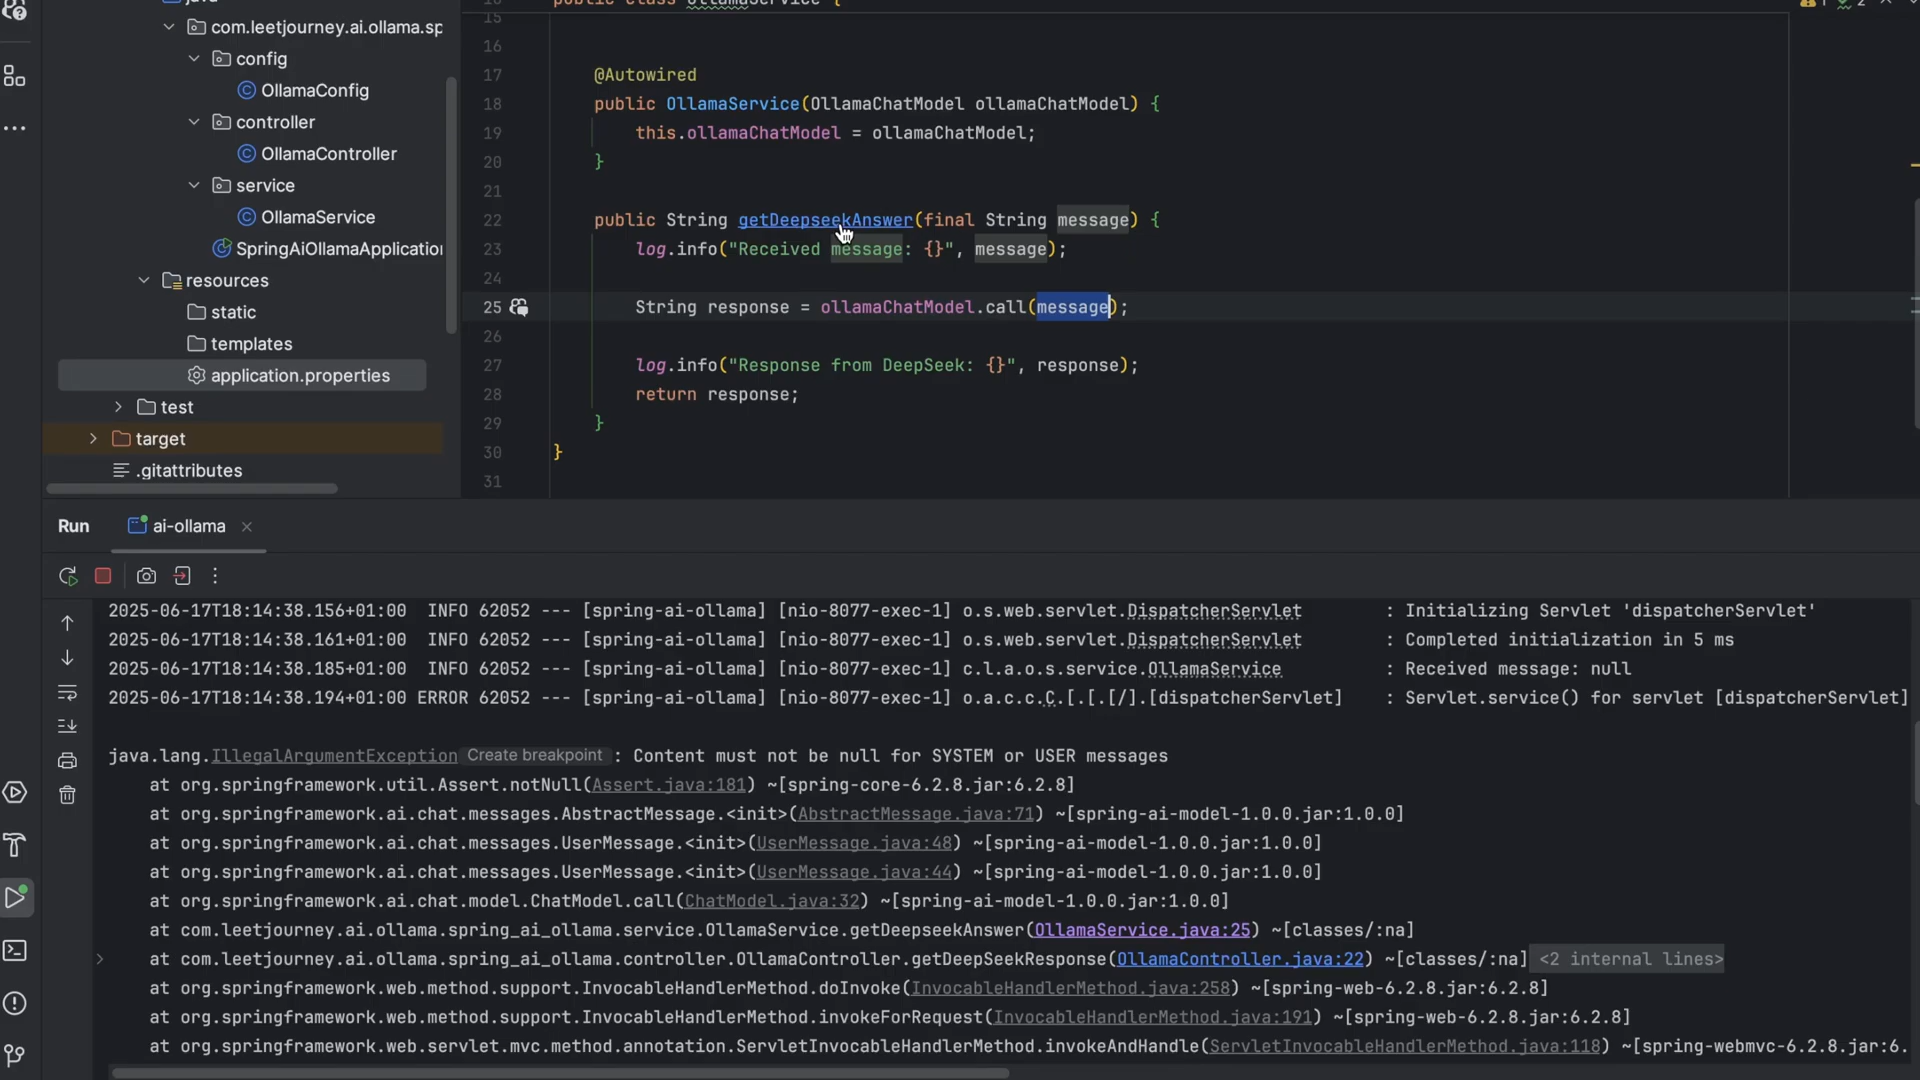 java
com.leetjourney.ai.ollama.sp
config
OllamaConfig
controller
OllamaController
service
OllamaService
SpringAiOllamaApplication
resources
static
templates
application.properties
test
target
.gitattributes
public class OllamaService {
1 2
15
16
17 @Autowired
18 public OllamaService(OllamaChatModel ollamaChatModel) {
19 this.ollamaChatModel = ollamaChatModel;
20 }
21
22 public String getDeepseekAnswer(final String message) {
23 log.info("Received message: {}", message);
24
25 String response = ollamaChatModel.call(message);
26
27 log.info("Response from DeepSeek: {}", response);
28 return response;
29 }
30 }
31
Run ai-ollama
2025-06-17T18:14:38.156+01:00 INFO 62052 --- [spring-ai-ollama] [nio-8077-exec-1] o.s.web.servlet.DispatcherServlet : Initializing Servlet 'dispatcherServlet'
2025-06-17T18:14:38.161+01:00 INFO 62052 --- [spring-ai-ollama] [nio-8077-exec-1] o.s.web.servlet.DispatcherServlet : Completed initialization in 5 ms
2025-06-17T18:14:38.185+01:00 INFO 62052 --- [spring-ai-ollama] [nio-8077-exec-1] c.l.a.o.s.service.OllamaService : Received message: null
2025-06-17T18:14:38.194+01:00 ERROR 62052 --- [spring-ai-ollama] [nio-8077-exec-1] o.a.c.c.C.[.[.[/].[dispatcherServlet] : Servlet.service() for servlet [dispatcherServlet]
java.lang.IllegalArgumentException Create breakpoint : Content must not be null for SYSTEM or USER messages
at org.springframework.util.Assert.notNull(Assert.java:181) ~[spring-core-6.2.8.jar:6.2.8]
at org.springframework.ai.chat.messages.AbstractMessage.<init>(AbstractMessage.java:71) ~[spring-ai-model-1.0.0.jar:1.0.0]
at org.springframework.ai.chat.messages.UserMessage.<init>(UserMessage.java:48) ~[spring-ai-model-1.0.0.jar:1.0.0]
at org.springframework.ai.chat.messages.UserMessage.<init>(UserMessage.java:44) ~[spring-ai-model-1.0.0.jar:1.0.0]
at org.springframework.ai.chat.model.ChatModel.call(ChatModel.java:32) ~[spring-ai-model-1.0.0.jar:1.0.0]
at com.leetjourney.ai.ollama.spring_ai_ollama.service.OllamaService.getDeepseekAnswer(OllamaService.java:25) ~[classes/:na]
at com.leetjourney.ai.ollama.spring_ai_ollama.controller.OllamaController.getDeepSeekResponse(OllamaController.java:22) ~[classes/:na] <2 internal lines>
at org.springframework.web.method.support.InvocableHandlerMethod.doInvoke(InvocableHandlerMethod.java:258) ~[spring-web-6.2.8.jar:6.2.8]
at org.springframework.web.method.support.InvocableHandlerMethod.invokeForRequest(InvocableHandlerMethod.java:191) ~[spring-web-6.2.8.jar:6.2.8]
at org.springframework.web.servlet.mvc.method.annotation.ServletInvocableHandlerMethod.invokeAndHandle(ServletInvocableHandlerMethod.java:118) ~[spring-webmvc-6.2.8.jar:6.